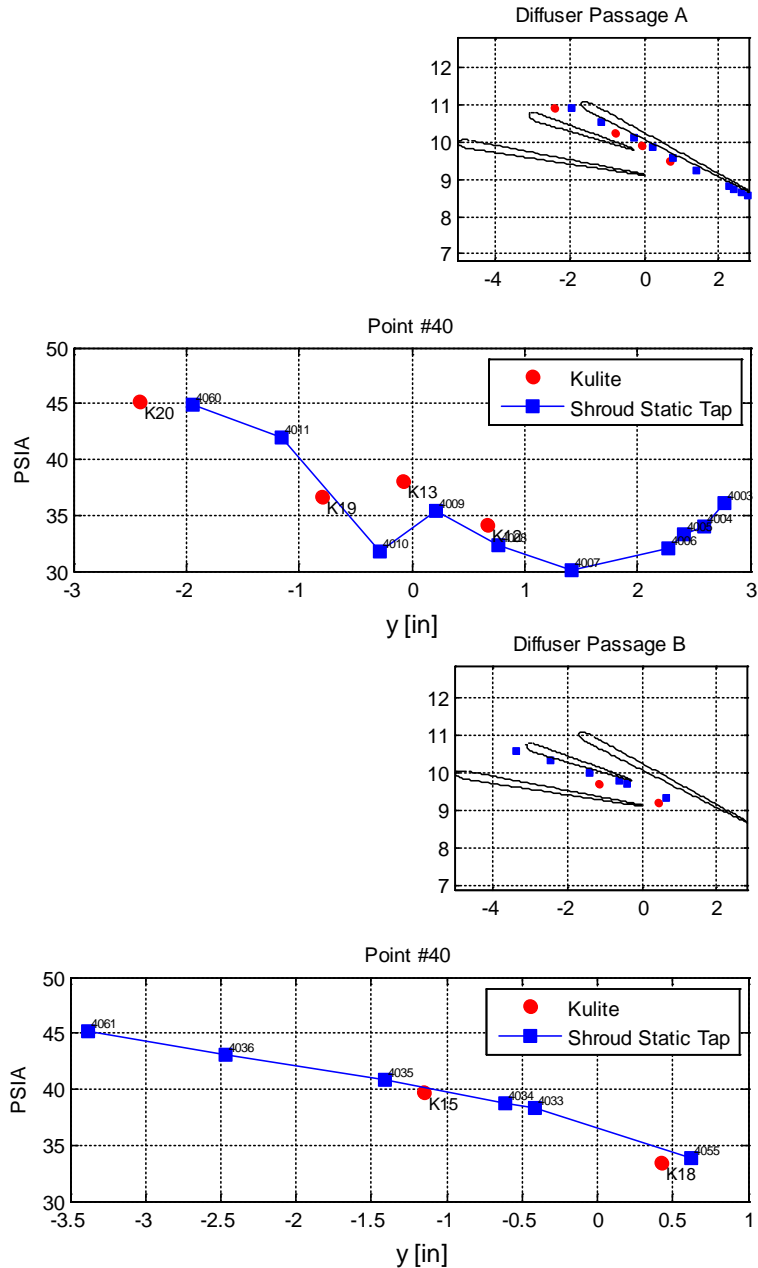 Diffuser Passage A
12
11
10
9
8
7
-4 -2 0 2
Point #40
50
45
40
35
30
PSIA
Kulite
Shroud Static Tap
K20
4060
4011
K19
4010
K13
4009
K12
4007
4006
4005
4004
4003
-3 -2 -1 0 1 2 3
y [in]
Diffuser Passage B
12
11
10
9
8
7
-4 -2 0 2
Point #40
50
45
40
35
30
PSIA
Kulite
Shroud Static Tap
4061
4036
4035
K15
4034
4033
4055
K18
-3.5 -3 -2.5 -2 -1.5 -1 -0.5 0 0.5 1
y [in]